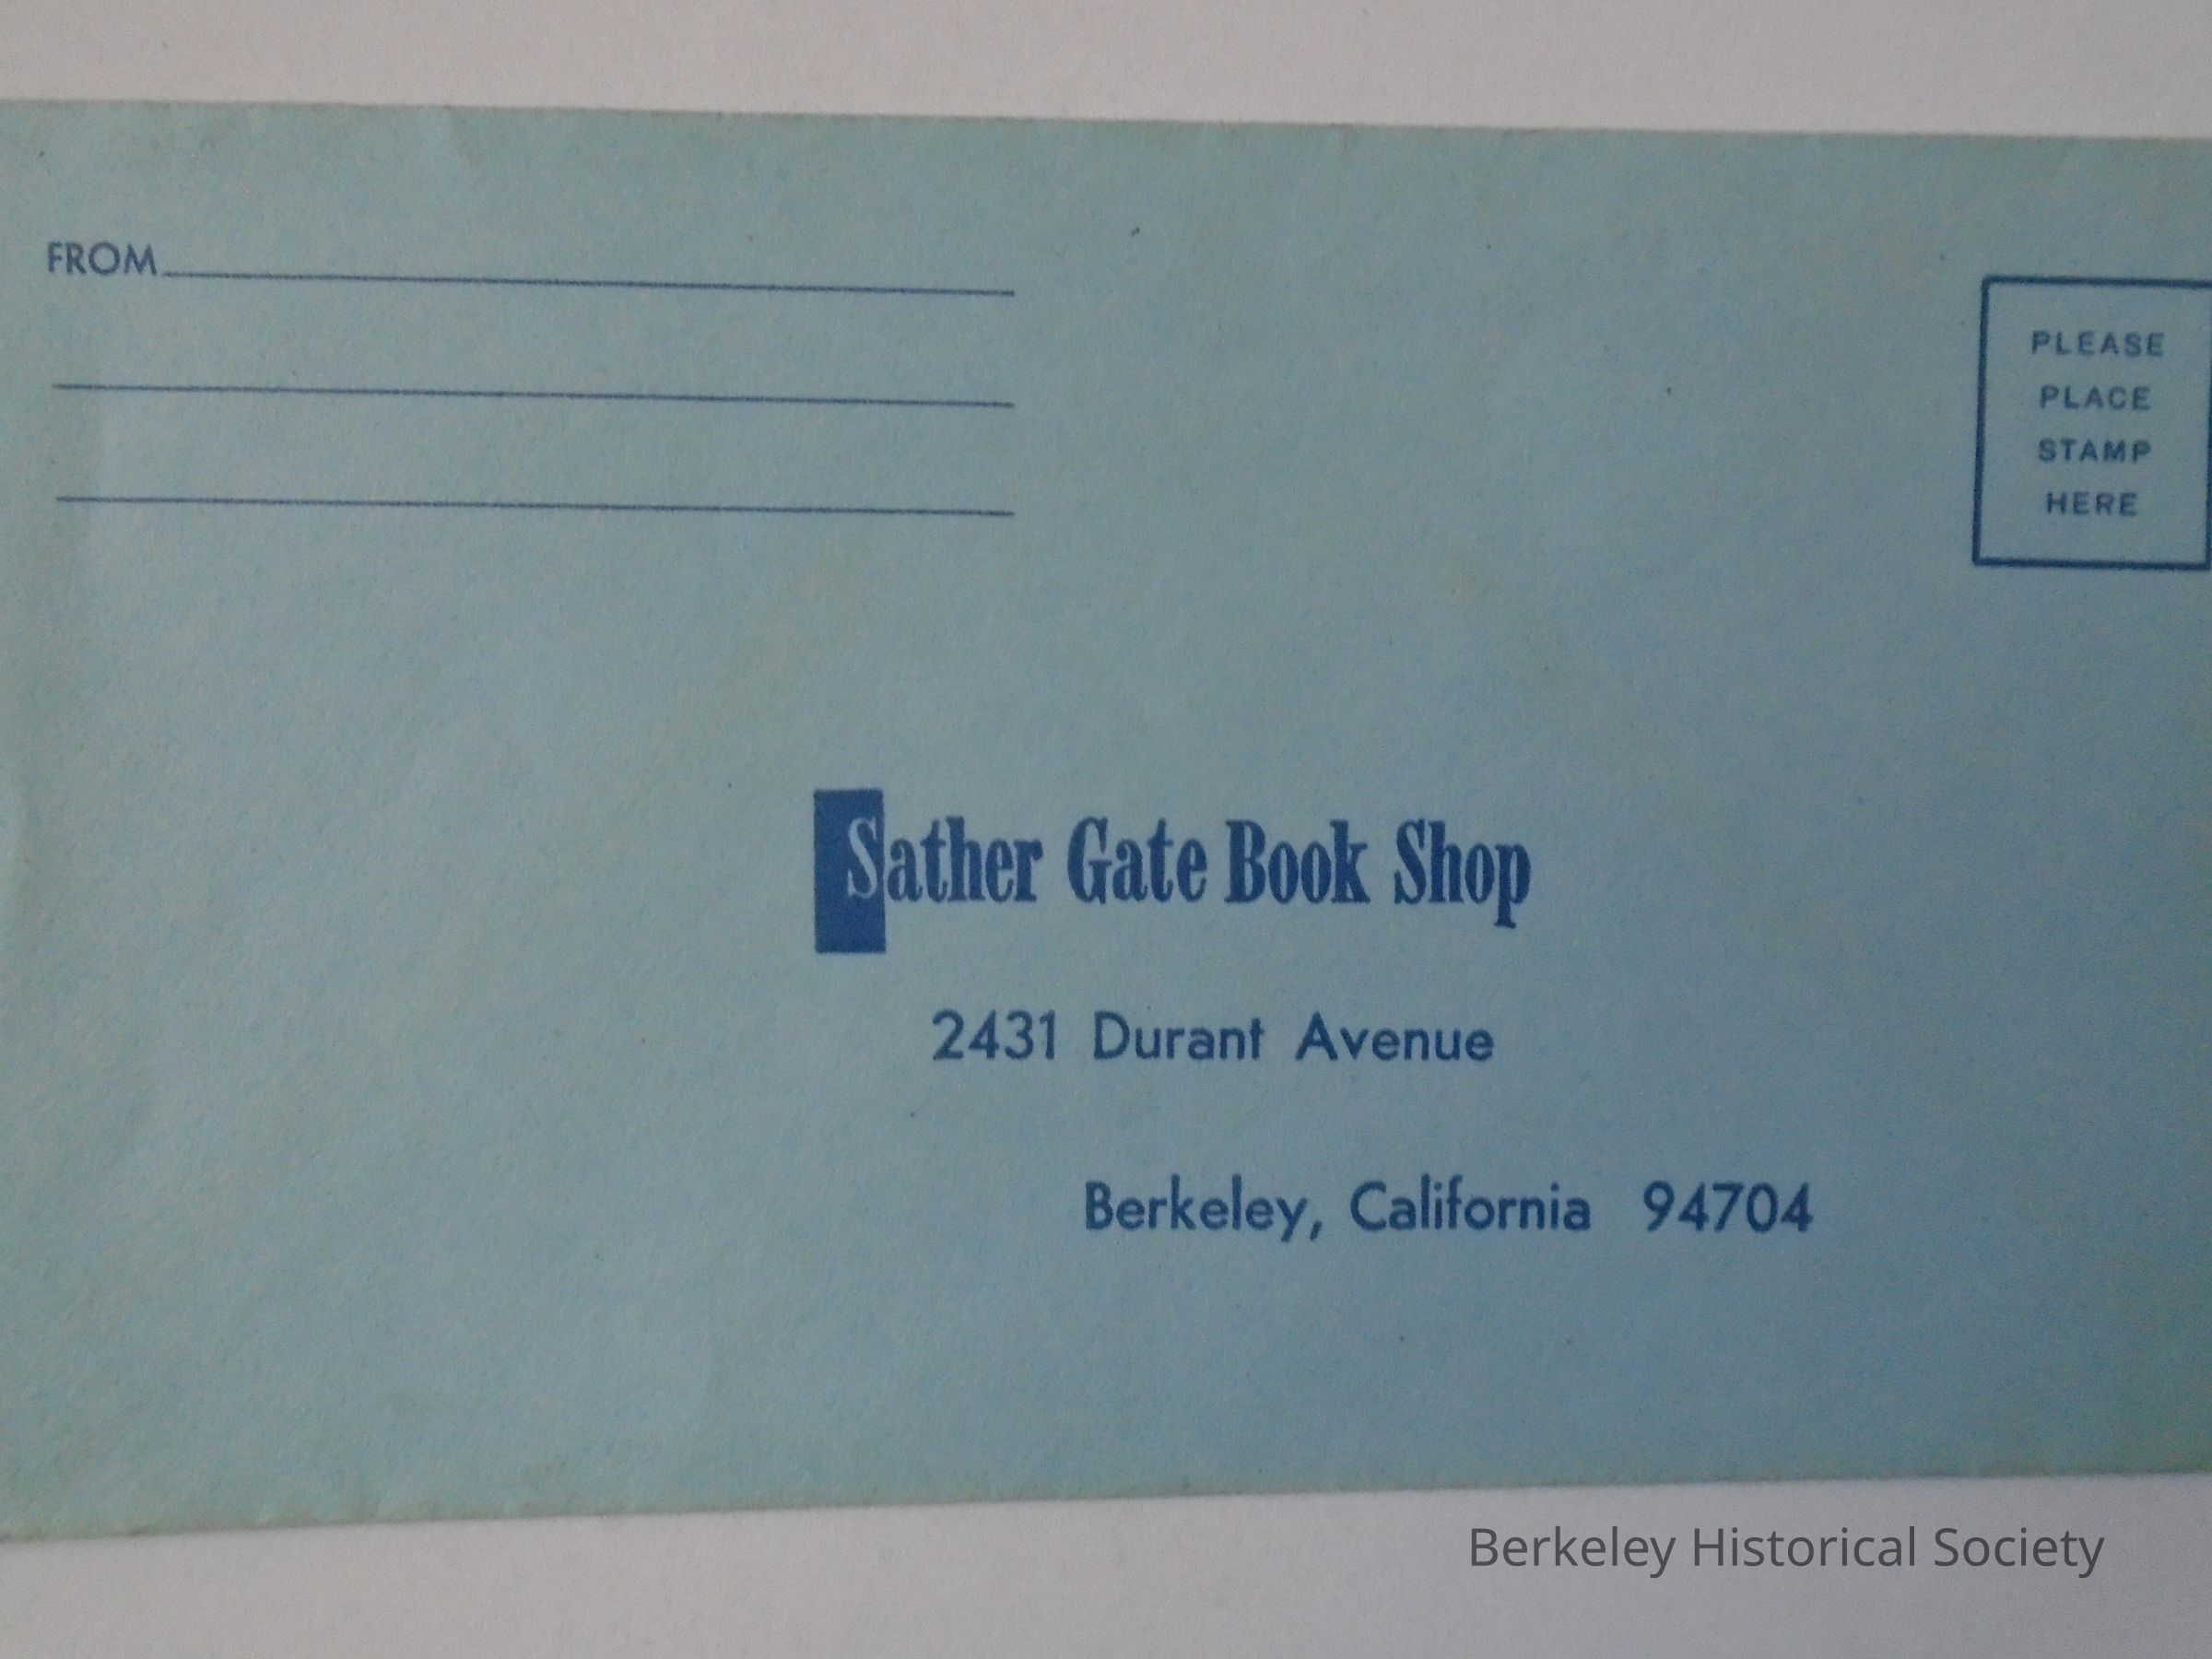 FROM
PLEASE
PLACE
STAMP
HERE
Sather Gate Book Shop
2431 Durant Avenue
Berkeley, California 94704
Berkeley Historical Society